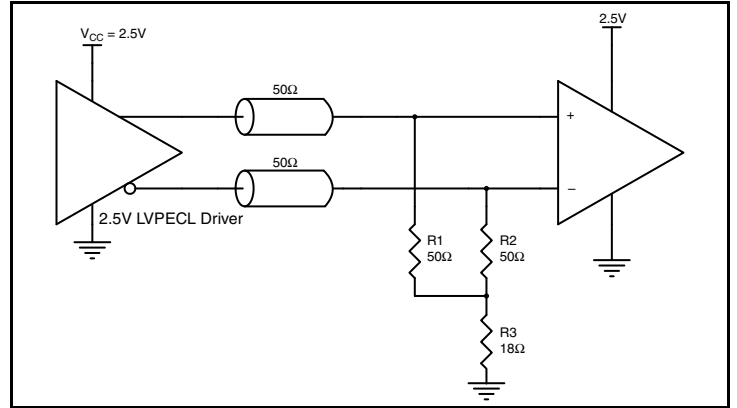 V_CC = 2.5V
2.5V
50Ω
+
50Ω
−
2.5V LVPECL Driver
R1
50Ω
R2
50Ω
R3
18Ω